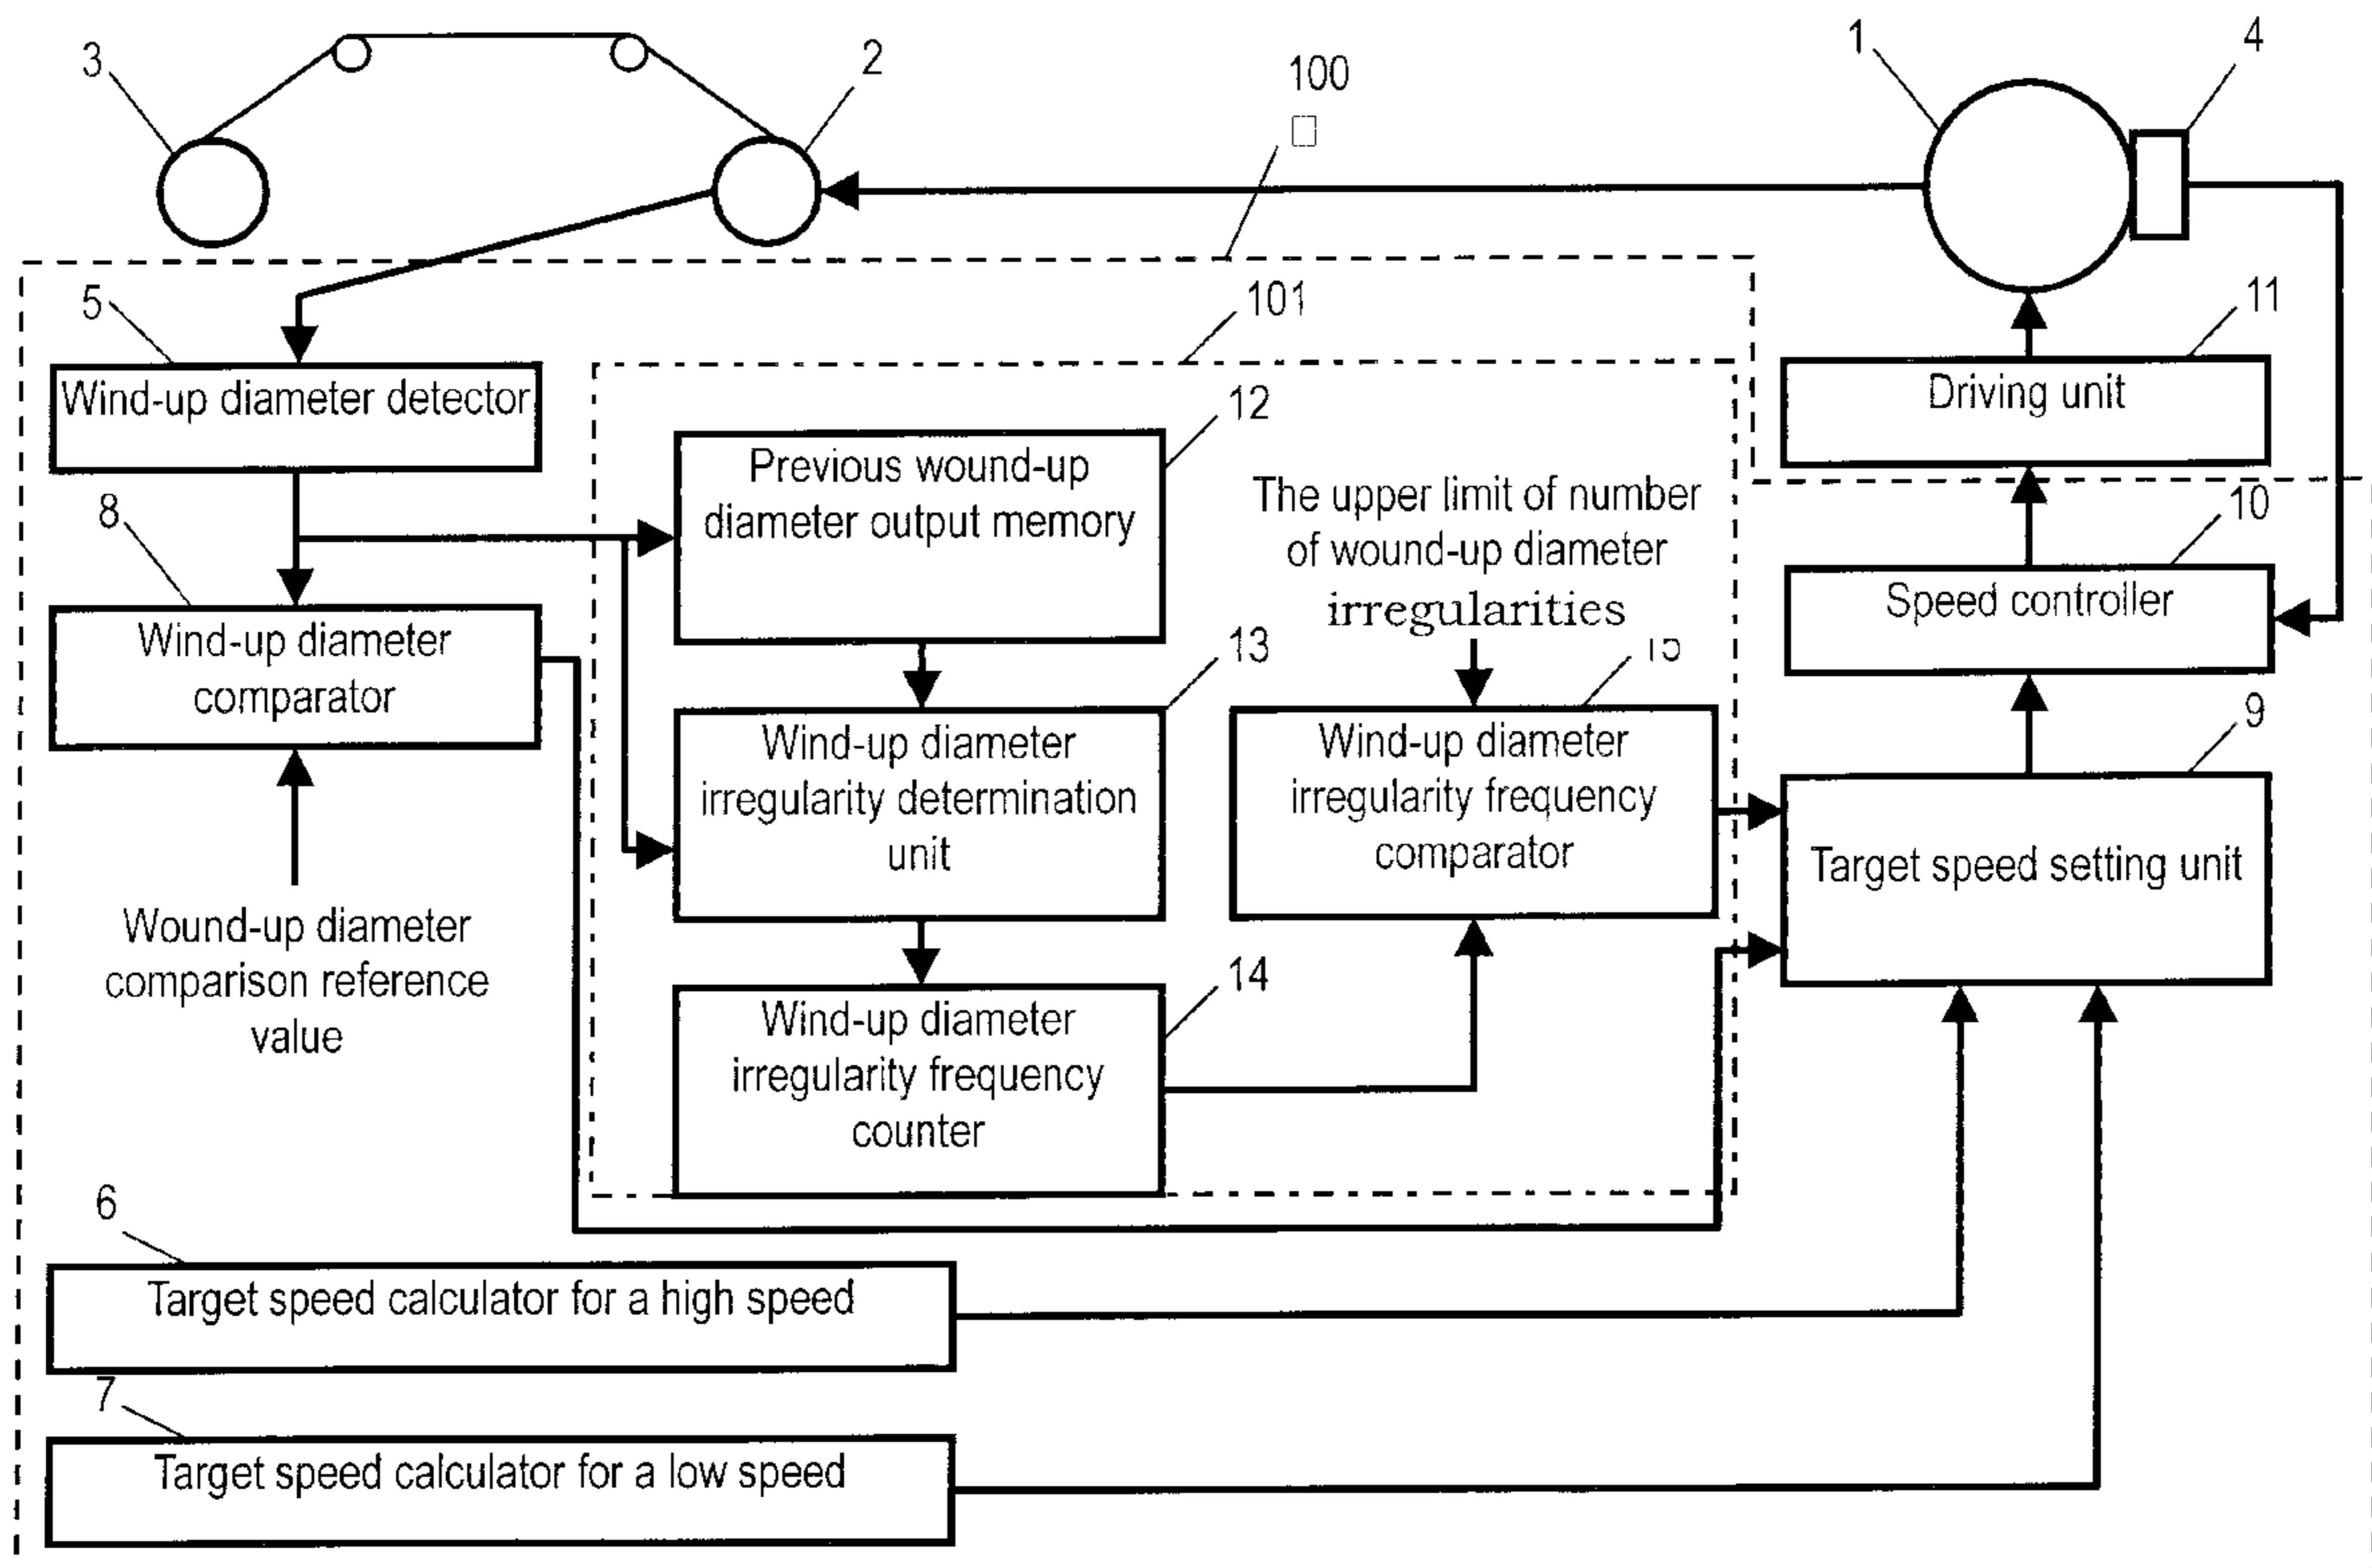 3
2
100
1
4
5
101
11
Wind-up diameter detector
12
Driving unit
Previous wound-up
diameter output memory
The upper limit of number
of wound-up diameter
irregularities
8
10
Wind-up diameter
comparator
Speed controller
13
15
Wind-up diameter
irregularity determination
unit
Wind-up diameter
irregularity frequency
comparator
9
Target speed setting unit
Wound-up diameter
comparison reference
value
14
Wind-up diameter
irregularity frequency
counter
6
Target speed calculator for a high speed
7
Target speed calculator for a low speed